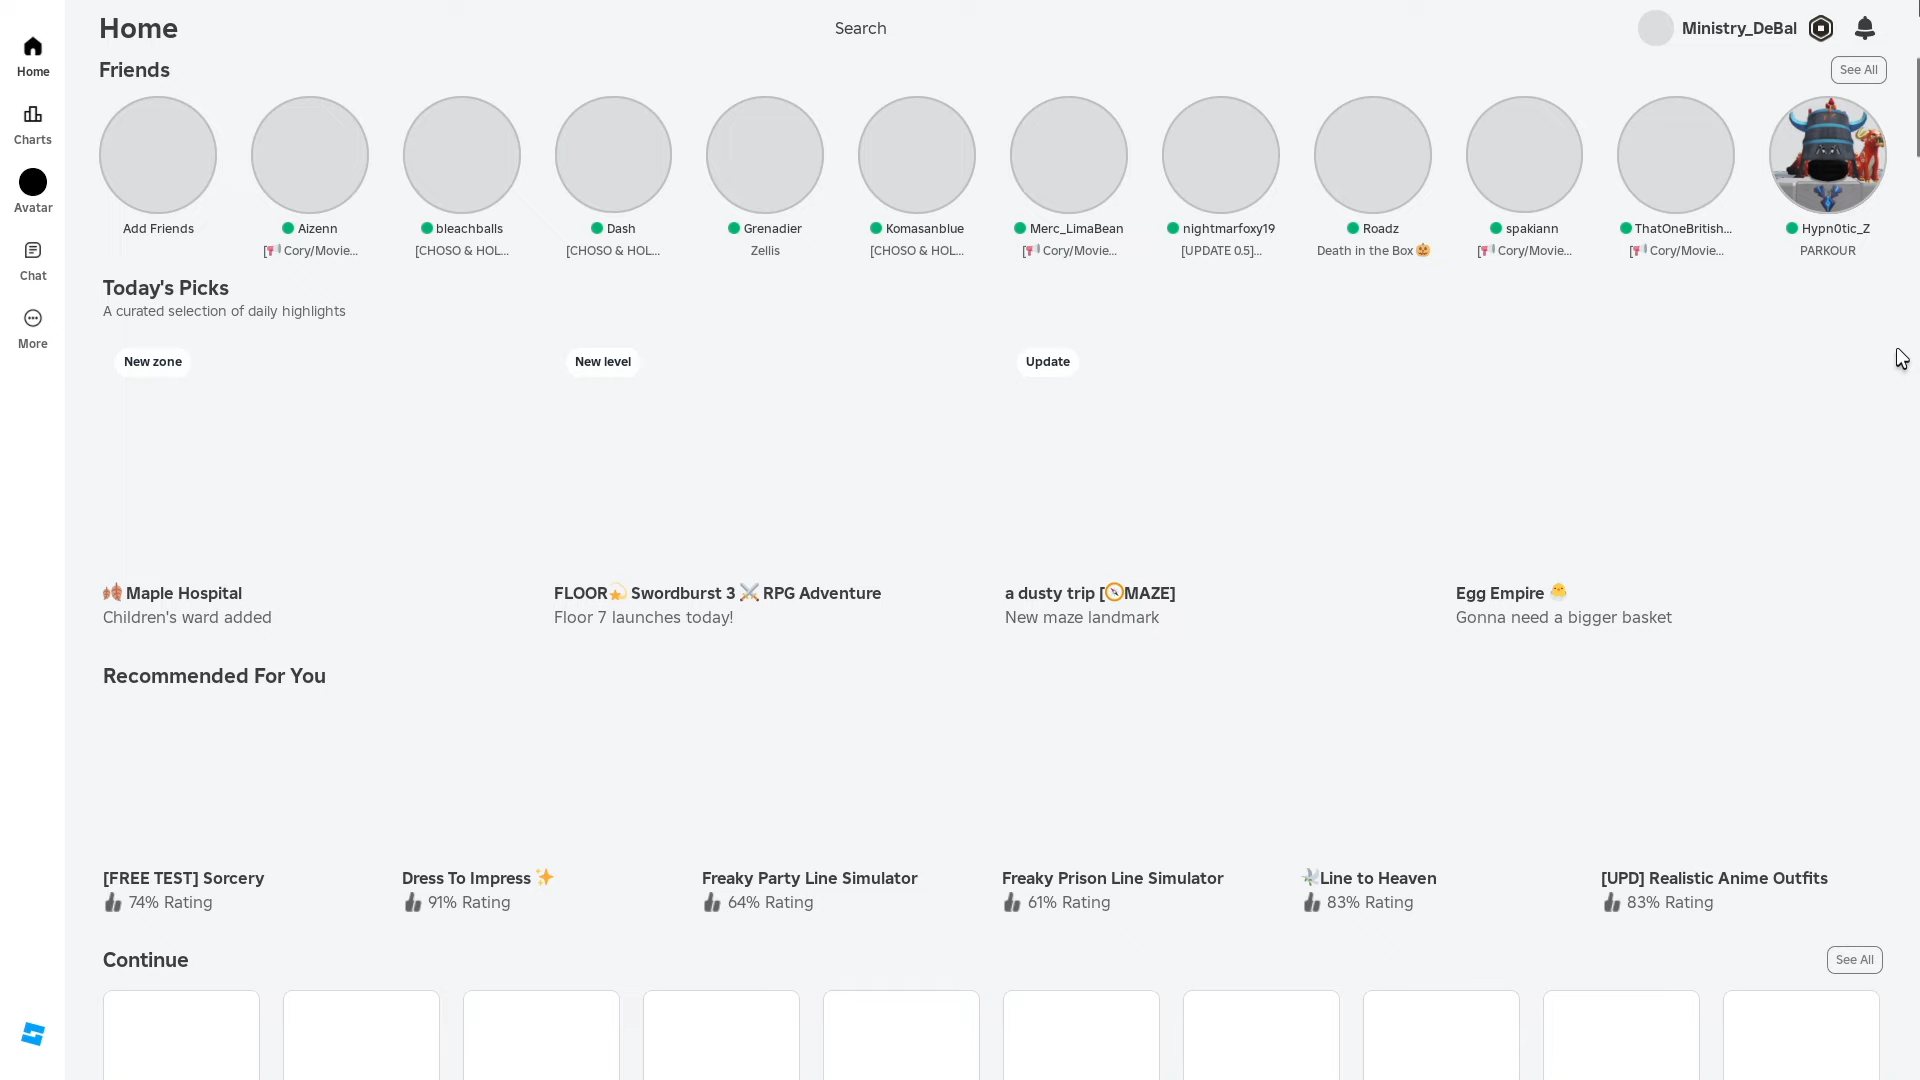 Home
Search
Ministry_DeBal
Home
Charts
Avatar
Chat
More
Friends
See All
Add Friends
Aizenn
[📢 Cory/Movie...
bleachballs
[CHOSO & HOL...
Dash
[CHOSO & HOL...
Grenadier
Zellis
Komasanblue
[CHOSO & HOL...
Merc_LimaBean
[📢 Cory/Movie...
nightmarfoxy19
[UPDATE 0.5]...
Roadz
Death in the Box🎃
spakiann
[📢 Cory/Movie...
ThatOneBritish...
[📢 Cory/Movie...
Hypn0tic_Z
PARKOUR
Today's Picks
A curated selection of daily highlights
New zone
New level
Update
🍂 Maple Hospital
Children's ward added
FLOOR💫 Swordburst 3 ⚔️ RPG Adventure
Floor 7 launches today!
a dusty trip [🧭MAZE]
New maze landmark
Egg Empire 🐣
Gonna need a bigger basket
Recommended For You
[FREE TEST] Sorcery
74% Rating
Dress To Impress ✨
91% Rating
Freaky Party Line Simulator
64% Rating
Freaky Prison Line Simulator
61% Rating
🕊️Line to Heaven
83% Rating
[UPD] Realistic Anime Outfits
83% Rating
Continue
See All